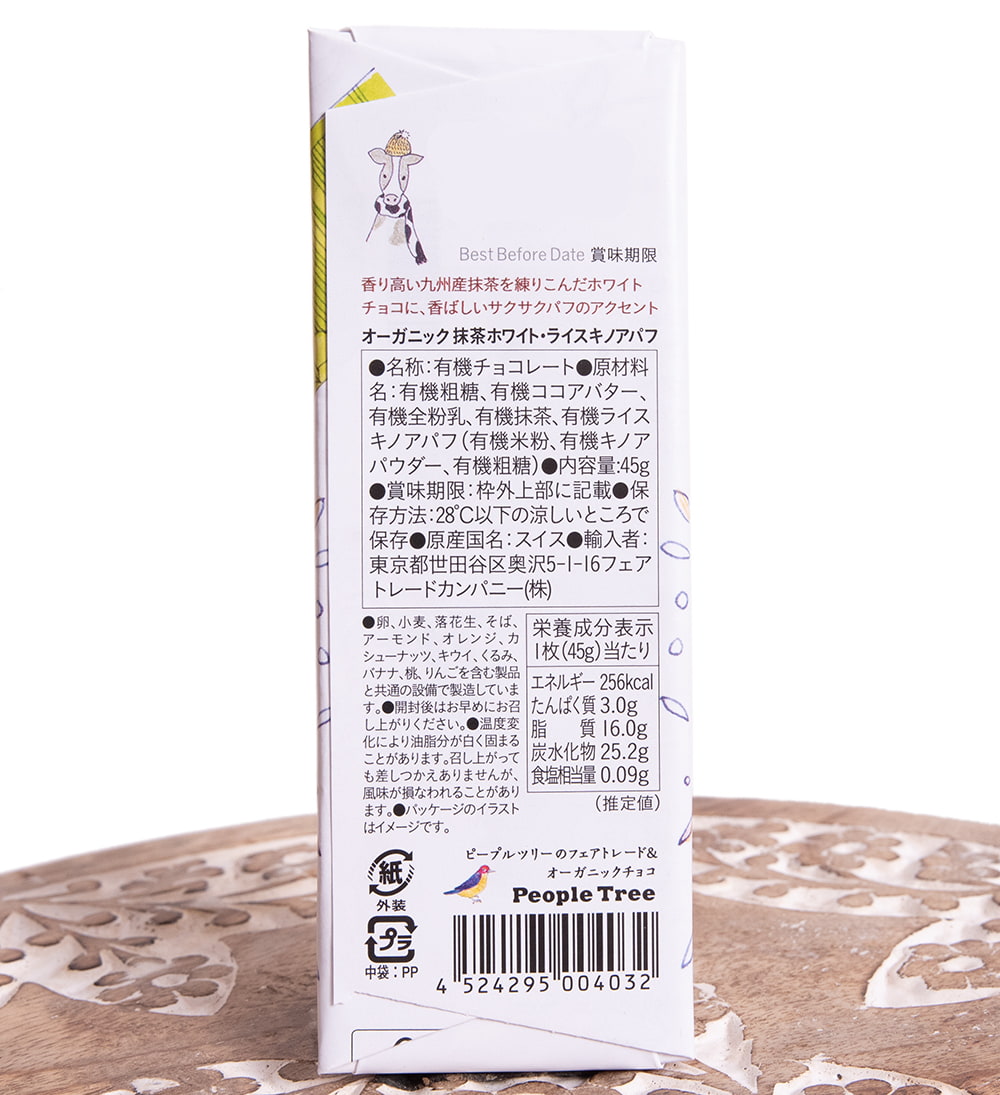 Best Before Date 賞味期限
香り高い九州産抹茶を練りこんだホワイト
チョコに、香ばしいサクサクパフのアクセント
オーガニック 抹茶ホワイト・ライスキノアパフ
●名称：有機チョコレート●原材料
名：有機粗糖、有機ココアバター、
有機全粉乳、有機抹茶、有機ライス
キノアパフ（有機米粉、有機キノア
パウダー、有機粗糖）●内容量:45g
●賞味期限：枠外上部に記載●保
存方法:28℃以下の涼しいところで
保存●原産国名：スイス●輸入者：
東京都世田谷区奥沢5-1-16フェア
トレードカンパニー(株)
●卵、小麦、落花生、そば、
アーモンド、オレンジ、カ
シューナッツ、キウイ、くるみ、
バナナ、桃、りんごを含む製品
と共通の設備で製造していま
す。●開封後はお早めにお召
し上がりください。●温度変
化により油脂分が白く固まる
ことがあります。召し上がって
も差しつかえありませんが、
風味が損なわれることがあり
ます。●パッケージのイラスト
はイメージです。
栄養成分表示
1枚(45g)当たり
エネルギー 256kcal
たんぱく質 3.0g
脂 質 16.0g
炭水化物 25.2g
食塩相当量 0.09g
（推定値）
紙
外装
プラ
中袋：PP
ピープルツリーのフェアトレード&
オーガニックチョコ
People Tree
4 524295 004032